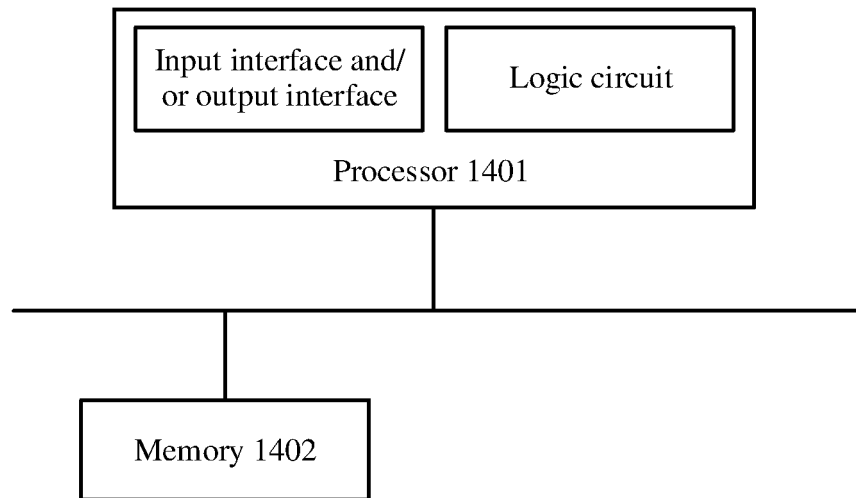 Input interface and/
or output interface
Logic circuit
Processor 1401
Memory 1402